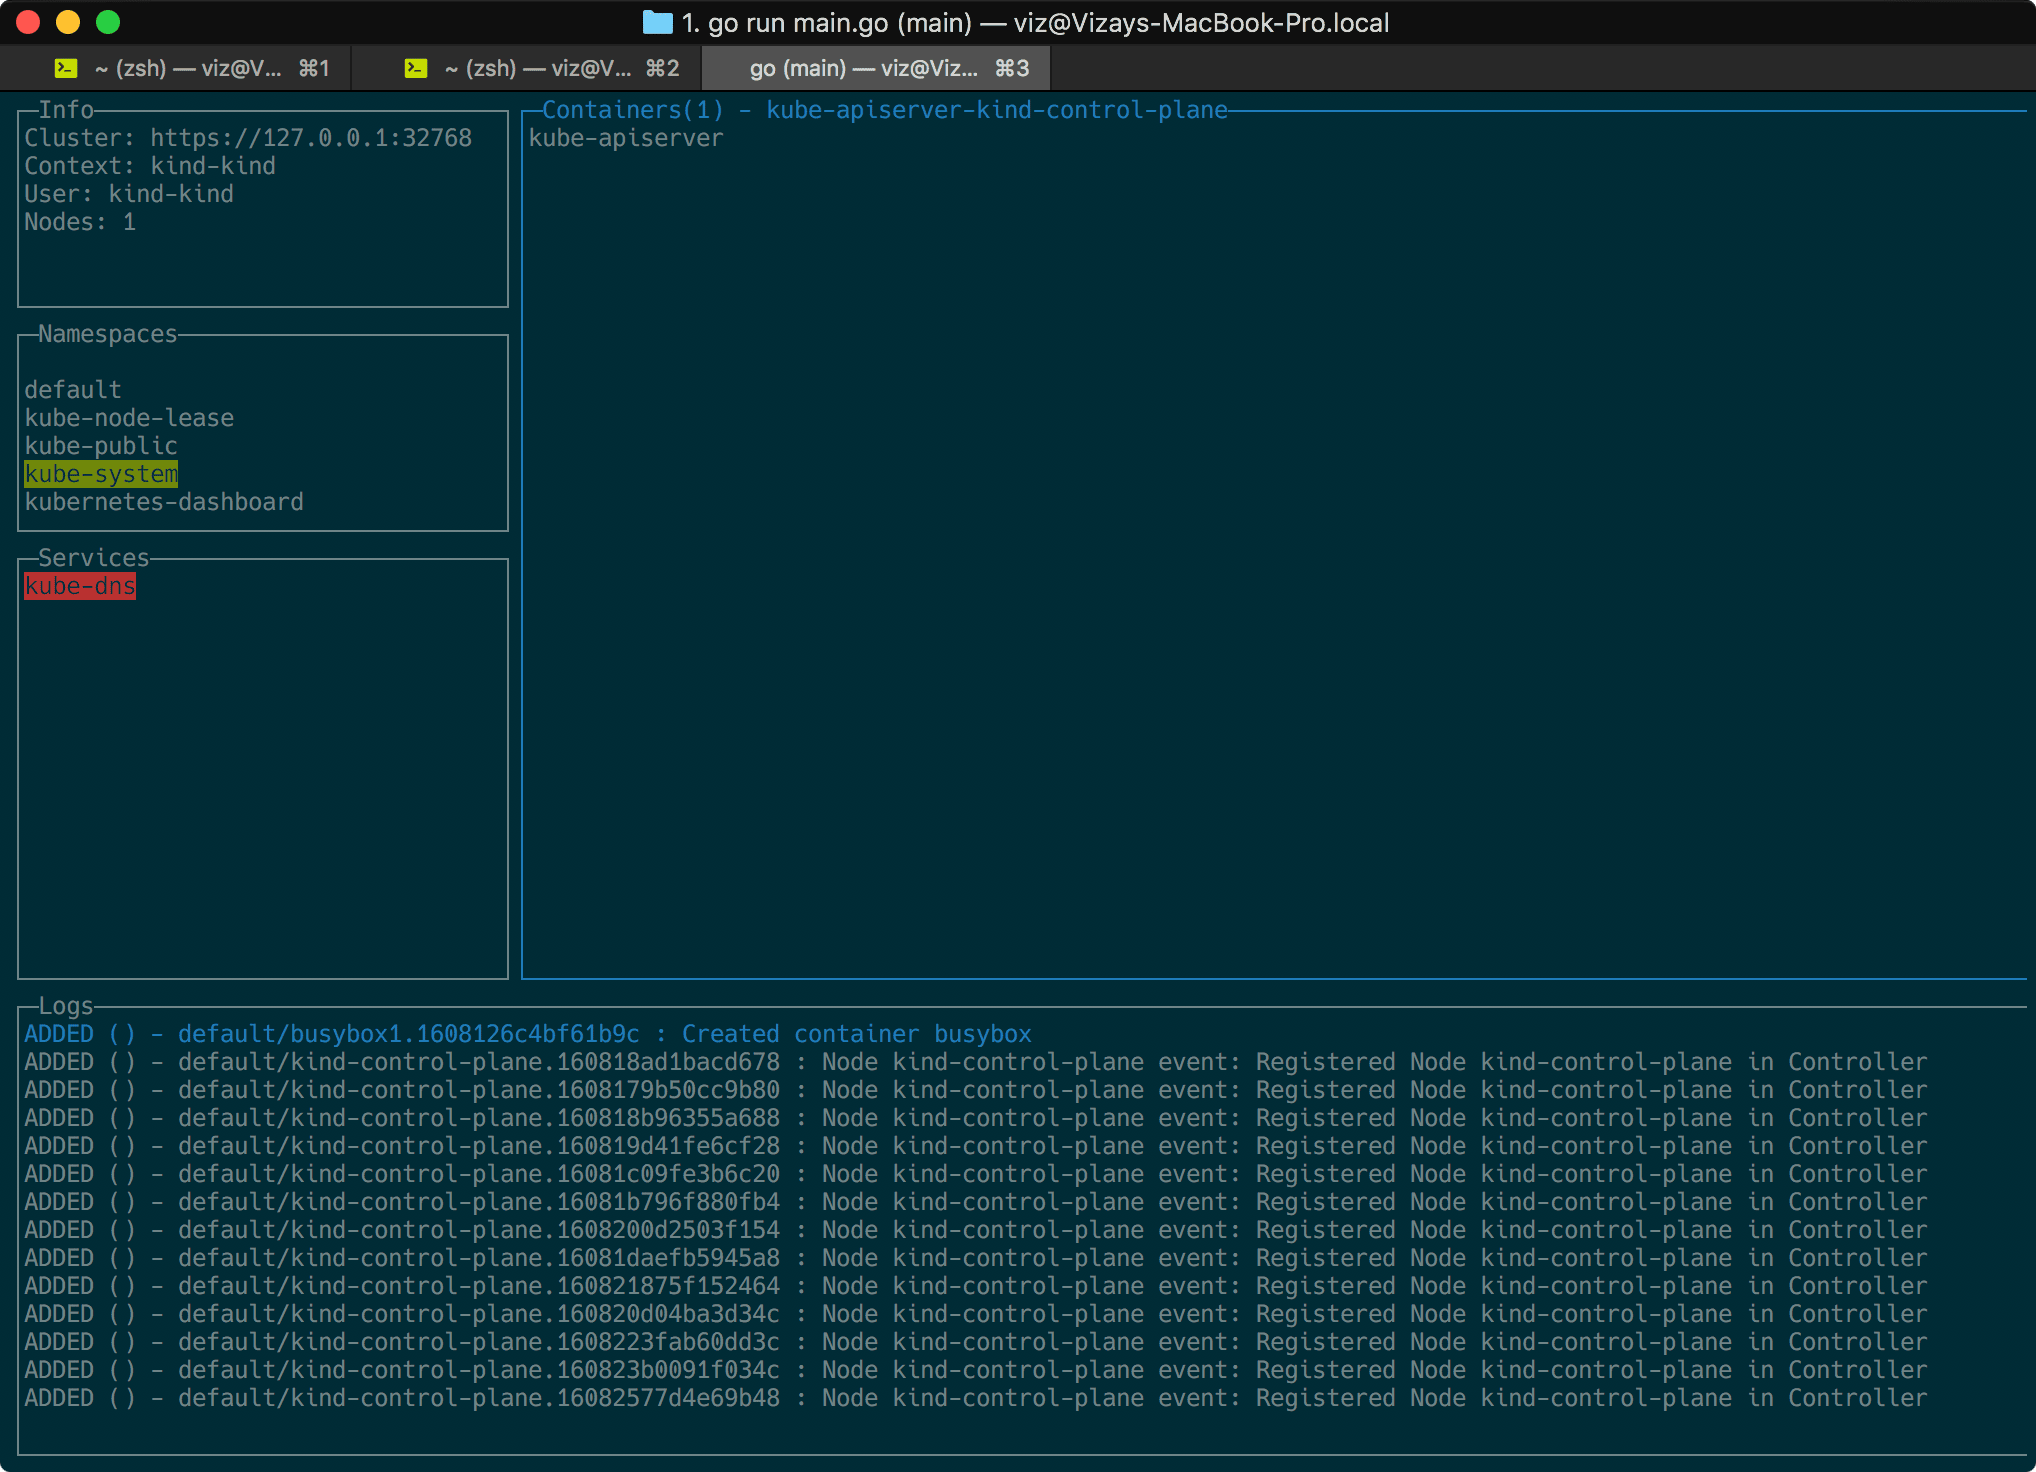 1. go run main.go (main) — viz@Vizays-MacBook-Pro.local
~ (zsh) — viz@V... ⌘1
~ (zsh) — viz@V... ⌘2
go (main) — viz@Viz... ⌘3
Info
Cluster: https://127.0.0.1:32768
Context: kind-kind
User: kind-kind
Nodes: 1
Namespaces
default
kube-node-lease
kube-public
kube-system
kubernetes-dashboard
Services
kube-dns
Containers(1) - kube-apiserver-kind-control-plane
kube-apiserver
Logs
ADDED () - default/busybox1.1608126c4bf61b9c : Created container busybox
ADDED () - default/kind-control-plane.160818ad1bacd678 : Node kind-control-plane event: Registered Node kind-control-plane in Controller
ADDED () - default/kind-control-plane.1608179b50cc9b80 : Node kind-control-plane event: Registered Node kind-control-plane in Controller
ADDED () - default/kind-control-plane.160818b96355a688 : Node kind-control-plane event: Registered Node kind-control-plane in Controller
ADDED () - default/kind-control-plane.160819d41fe6cf28 : Node kind-control-plane event: Registered Node kind-control-plane in Controller
ADDED () - default/kind-control-plane.16081c09fe3b6c20 : Node kind-control-plane event: Registered Node kind-control-plane in Controller
ADDED () - default/kind-control-plane.16081b796f880fb4 : Node kind-control-plane event: Registered Node kind-control-plane in Controller
ADDED () - default/kind-control-plane.1608200d2503f154 : Node kind-control-plane event: Registered Node kind-control-plane in Controller
ADDED () - default/kind-control-plane.16081daefb5945a8 : Node kind-control-plane event: Registered Node kind-control-plane in Controller
ADDED () - default/kind-control-plane.160821875f152464 : Node kind-control-plane event: Registered Node kind-control-plane in Controller
ADDED () - default/kind-control-plane.160820d04ba3d34c : Node kind-control-plane event: Registered Node kind-control-plane in Controller
ADDED () - default/kind-control-plane.1608223fab60dd3c : Node kind-control-plane event: Registered Node kind-control-plane in Controller
ADDED () - default/kind-control-plane.160823b0091f034c : Node kind-control-plane event: Registered Node kind-control-plane in Controller
ADDED () - default/kind-control-plane.16082577d4e69b48 : Node kind-control-plane event: Registered Node kind-control-plane in Controller